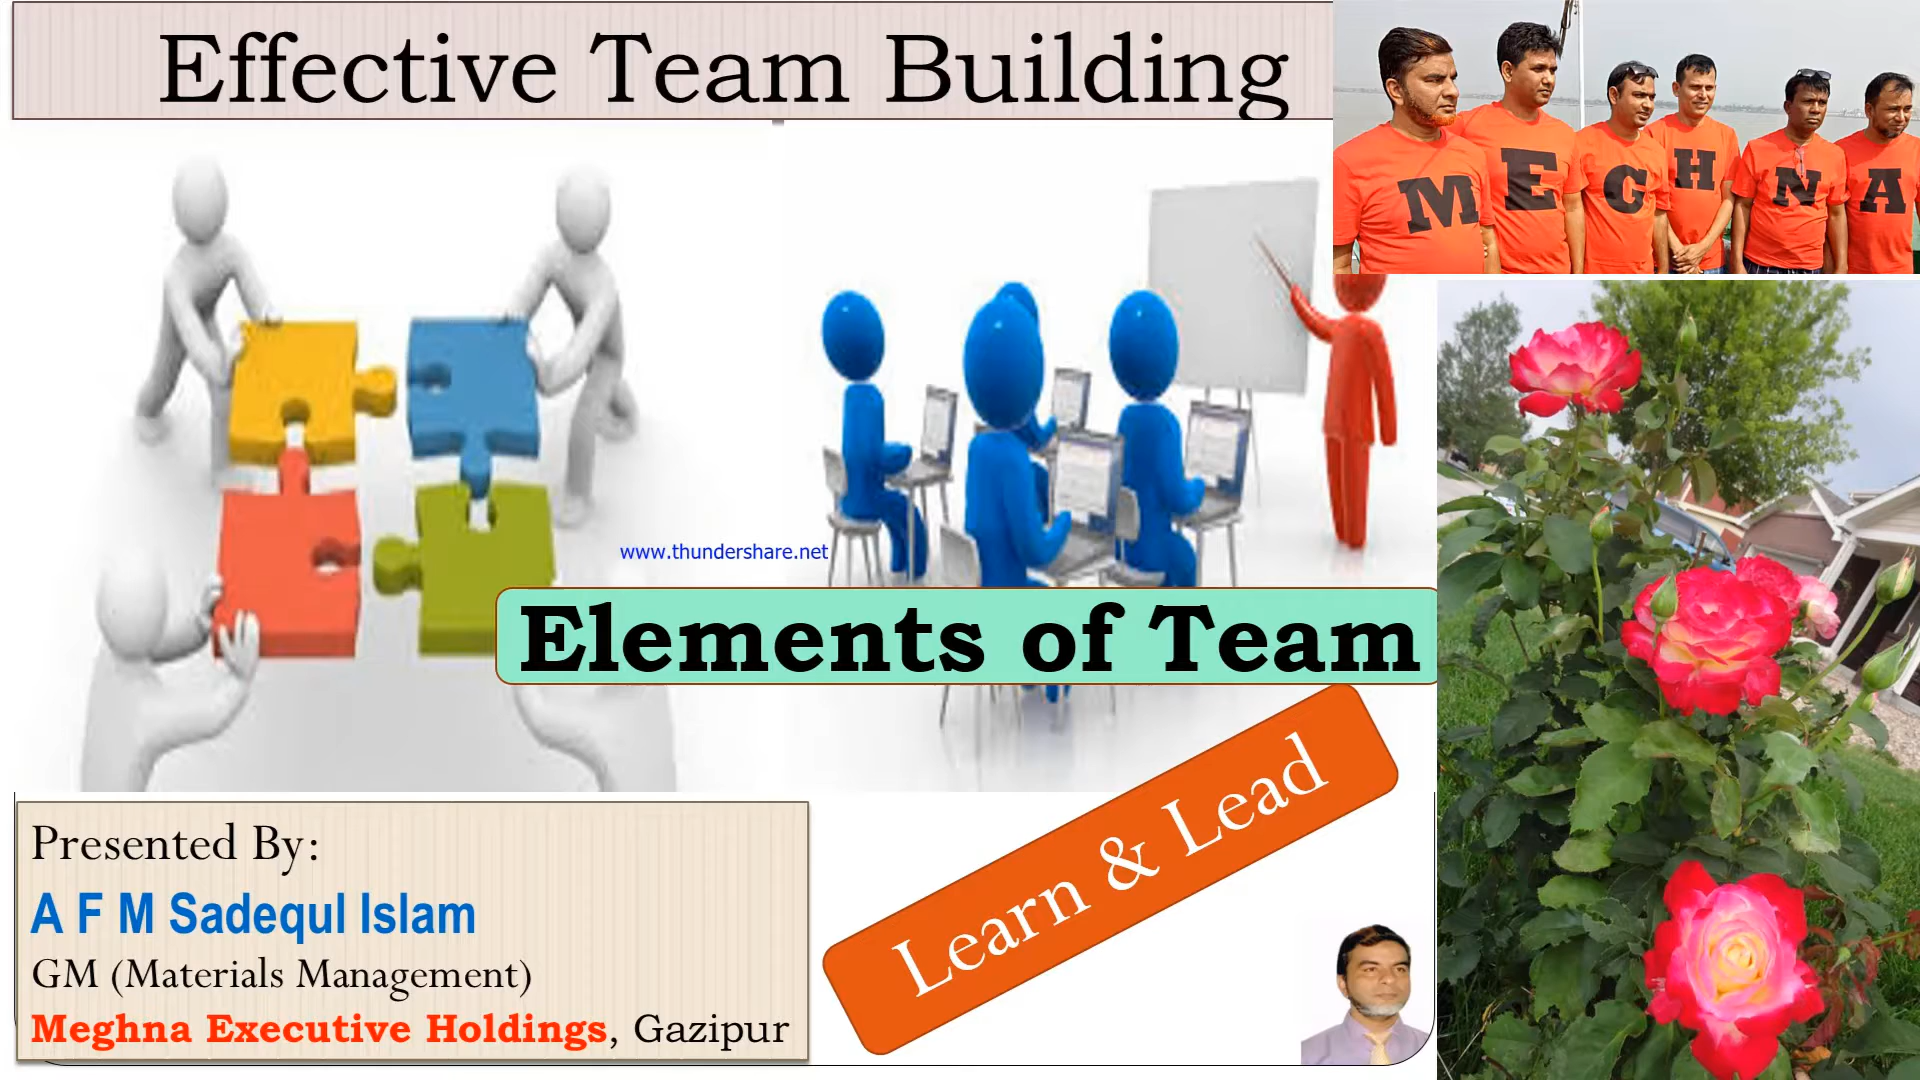 Effective Team Building
M E G H N A
www.thundershare.net
Elements of Team
Learn & Lead
Presented By:
A F M Sadequl Islam
GM (Materials Management)
Meghna Executive Holdings, Gazipur